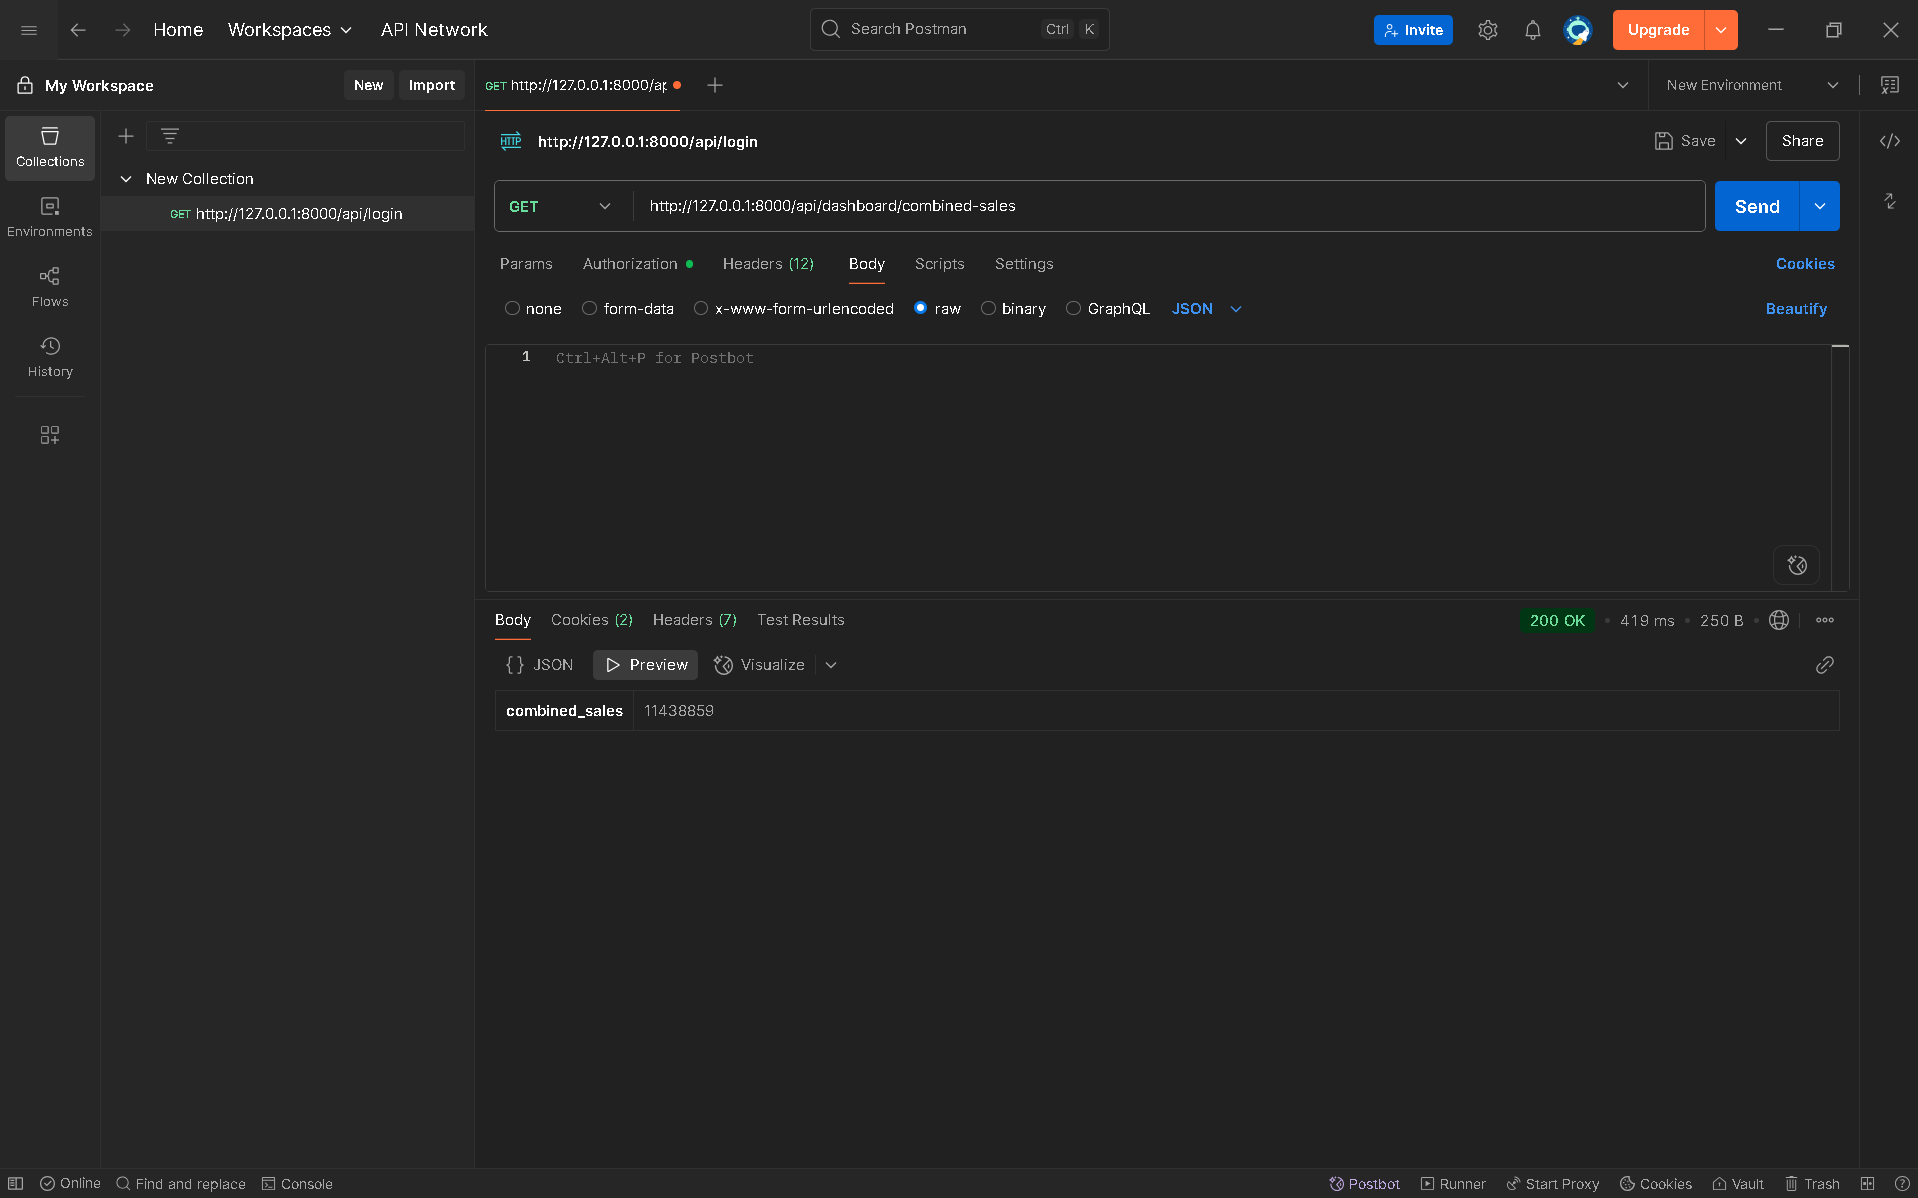 Home
Workspaces
API Network
Search Postman
Ctrl K
Invite
Upgrade
My Workspace
New
Import
GET http://127.0.0.1:8000/ap
New Environment
Collections
Environments
Flows
History
New Collection
GET http://127.0.0.1:8000/api/login
HTTP http://127.0.0.1:8000/api/login
Save
Share
GET
http://127.0.0.1:8000/api/dashboard/combined-sales
Send
Params
Authorization
Headers (12)
Body
Scripts
Settings
Cookies
none
form-data
x-www-form-urlencoded
raw
binary
GraphQL
JSON
Beautify
1 Ctrl+Alt+P for Postbot
Body
Cookies (2)
Headers (7)
Test Results
200 OK
419 ms
250 B
{} JSON
Preview
Visualize
combined_sales 11438859
Online
Find and replace
Console
Postbot
Runner
Start Proxy
Cookies
Vault
Trash